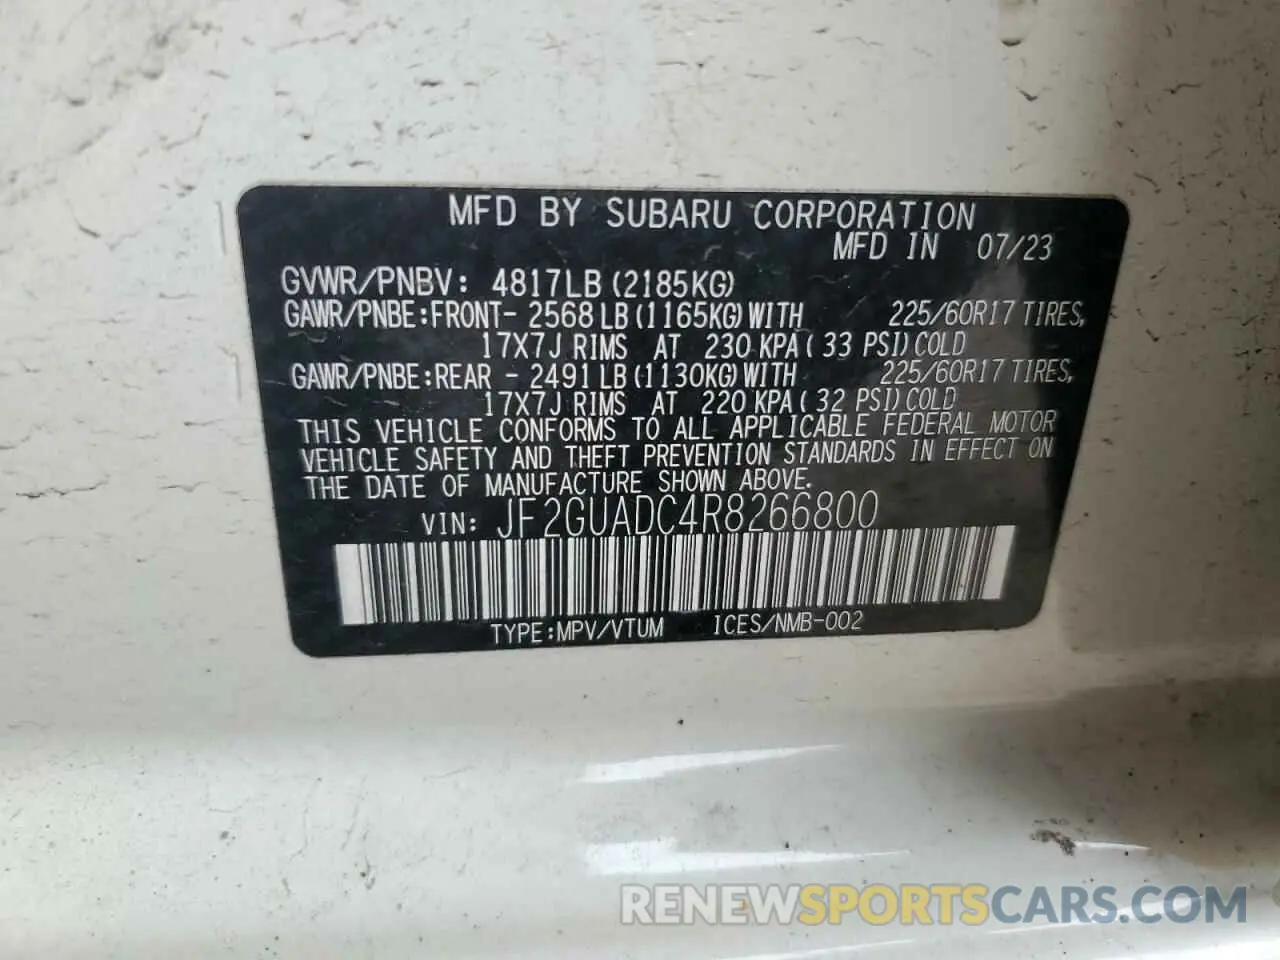 MFD BY SUBARU CORPORATION
MFD IN 07/23
GVWR/PNBV: 4817LB (2185KG)
GAWR/PNBE:FRONT- 2568 LB (1165KG) WITH 225/60R17 TIRES,
17X7J RIMS AT 230 KPA ( 33 PSI) COLD
GAWR/PNBE:REAR - 2491 LB (1130KG) WITH 225/60R17 TIRES,
17X7J RIMS AT 220 KPA ( 32 PSI) COLD
THIS VEHICLE CONFORMS TO ALL APPLICABLE FEDERAL MOTOR
VEHICLE SAFETY AND THEFT PREVENTION STANDARDS IN EFFECT ON
THE DATE OF MANUFACTURE SHOWN ABOVE.
VIN: JF2GUADC4R8266800
TYPE:MPV/VTUM ICES/NMB-002
RENEWSPORTSCARS.COM